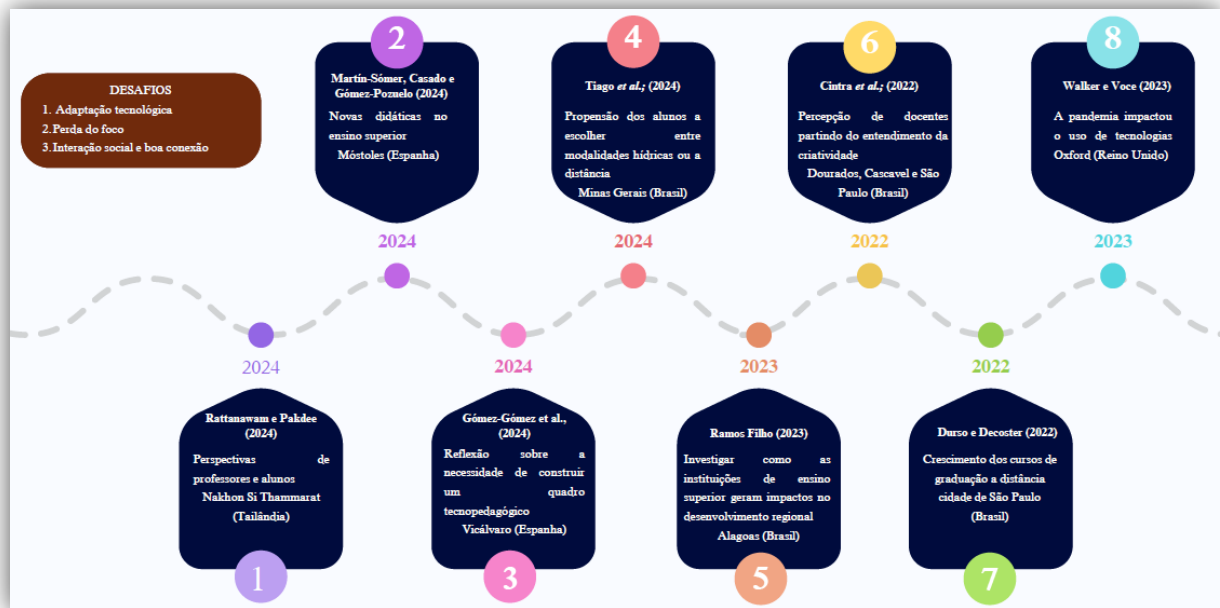 DESAFIOS
1. Adaptação tecnológica
2. Perda do foco
3. Interação social e boa conexão
2
Martín-Sómer, Casado e
Gómez-Pozuelo (2024)
Novas didáticas no
ensino superior
Móstoles (Espanha)
2024
4
Tiago et al.; (2024)
Propensão dos alunos a
escolher entre
modalidades hídricas ou a
distância
Minas Gerais (Brasil)
2024
6
Cintra et al.; (2022)
Percepção de docentes
partindo do entendimento da
criatividade
Dourados, Cascavel e São
Paulo (Brasil)
2022
8
Walker e Voce (2023)
A pandemia impactou
o uso de tecnologias
Oxford (Reino Unido)
2023
2024
Rattanawam e Pakdee
(2024)
Perspectivas de
professores e alunos
Nakhon Si Thammarat
(Tailândia)
1
2024
Gómez-Gómez et al.,
(2024)
Reflexão sobre a
necessidade de construir
um quadro
tecnopedagógico
Vicálvaro (Espanha)
3
2023
Ramos Filho (2023)
Investigar como as
instituições de ensino
superior geram impactos no
desenvolvimento regional
Alagoas (Brasil)
5
2022
Durso e Decoster (2022)
Crescimento dos cursos de
graduação a distância
cidade de São Paulo
(Brasil)
7